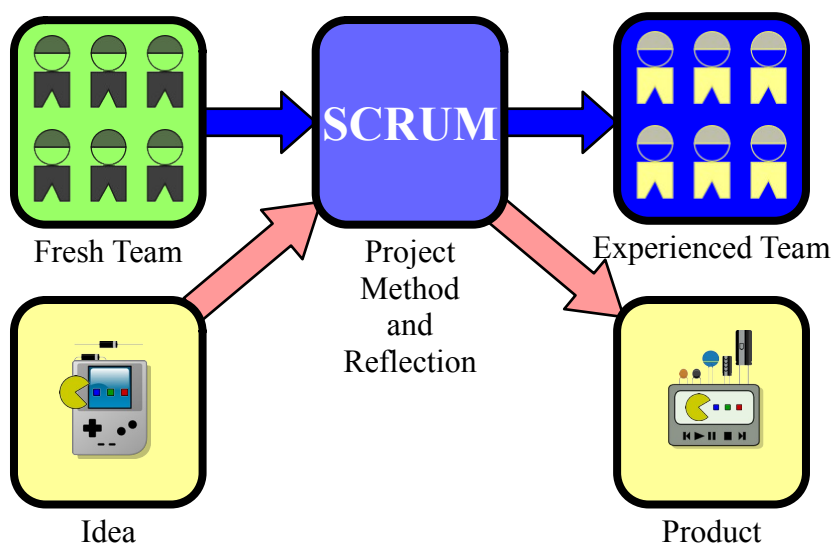 SCRUM
Fresh Team
Project
Method
and
Reflection
Experienced Team
Idea
Product